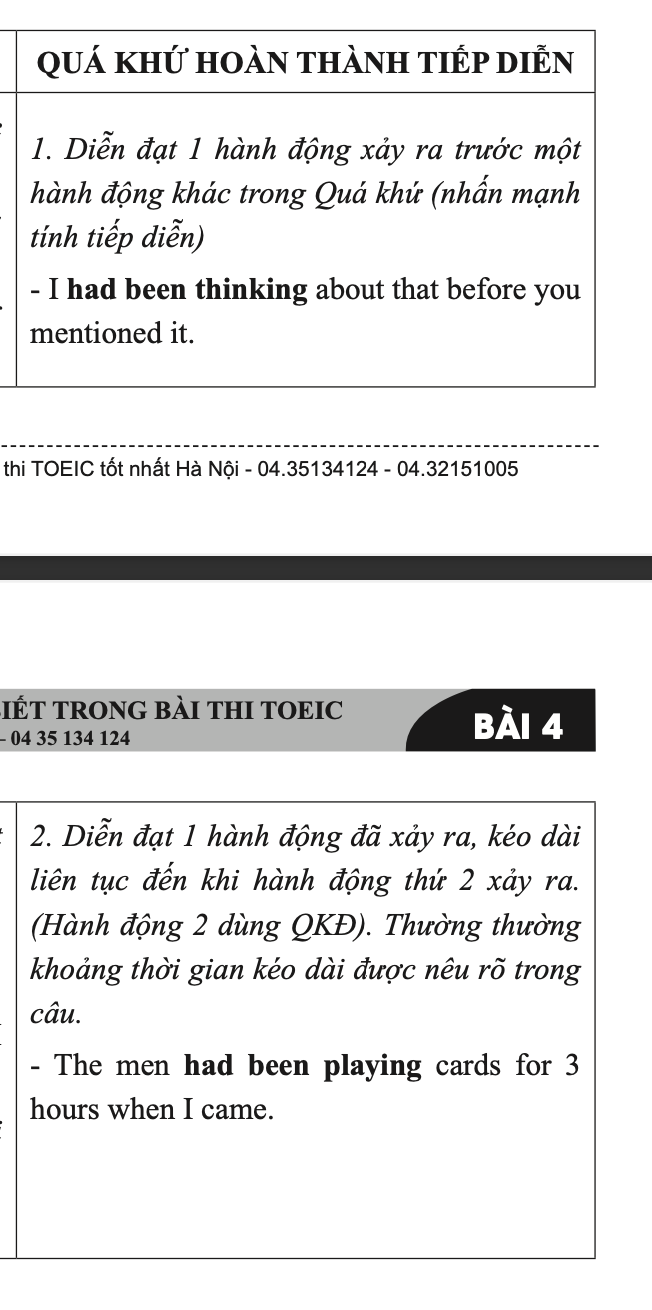 QUÁ KHỨ HOÀN THÀNH TIẾP DIỄN
1. Diễn đạt 1 hành động xảy ra trước một
hành động khác trong Quá khứ (nhấn mạnh
tính tiếp diễn)
- I had been thinking about that before you
mentioned it.
thi TOEIC tốt nhất Hà Nội - 04.35134124 - 04.32151005
IẾT TRONG BÀI THI TOEIC
- 04 35 134 124
BÀI 4
2. Diễn đạt 1 hành động đã xảy ra, kéo dài
liên tục đến khi hành động thứ 2 xảy ra.
(Hành động 2 dùng QKĐ). Thường thường
khoảng thời gian kéo dài được nêu rõ trong
câu.
- The men had been playing cards for 3
hours when I came.